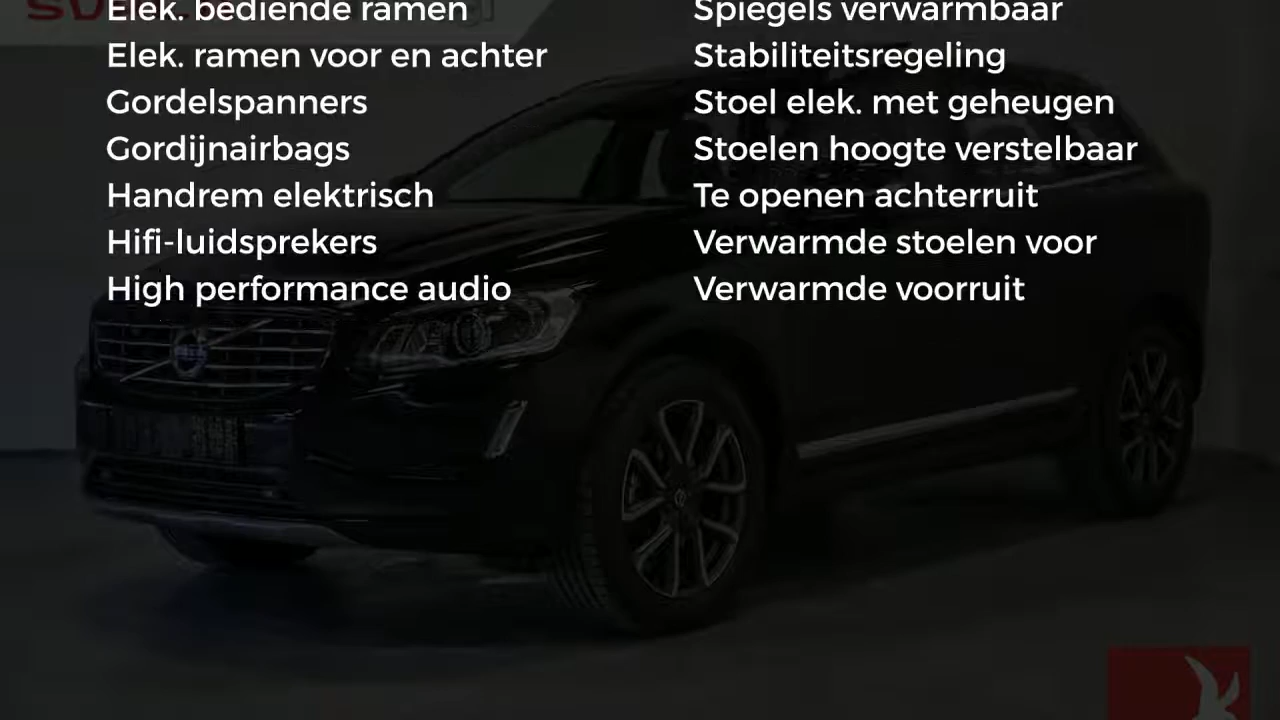 Elek. bediende ramen
Elek. ramen voor en achter
Gordelspanners
Gordijnairbags
Handrem elektrisch
Hifi-luidsprekers
High performance audio
Spiegels verwarmbaar
Stabiliteitsregeling
Stoel elek. met geheugen
Stoelen hoogte verstelbaar
Te openen achterruit
Verwarmde stoelen voor
Verwarmde voorruit